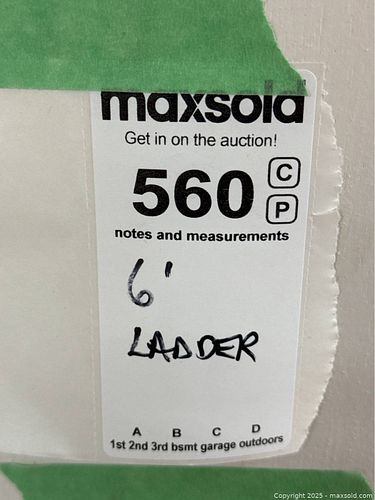 maxsold
Get in on the auction!
560 C
P
notes and measurements
6'
LADDER
A B C D
1st 2nd 3rd bsmt garage outdoors
Copyright 2025 - maxsold.com